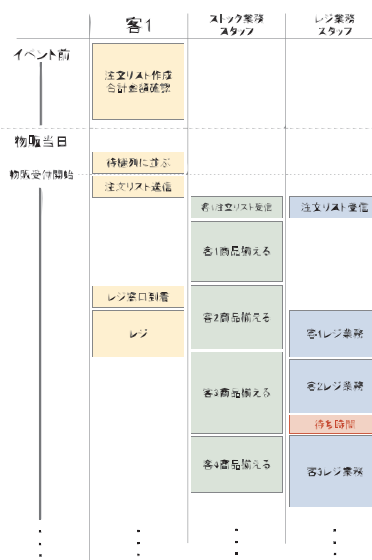 客1
ストック業務
スタッフ
レジ業務
スタッフ
イベント前
注文リスト作成
合計金額確認
物販当日
待機列に並ぶ
物販受付開始
注文リスト送信
客1注文リスト受信
注文リスト受信
客1商品揃える
レジ窓口到着
客2商品揃える
レジ
客1レジ業務
客2レジ業務
客3商品揃える
待ち時間
客4商品揃える
客3レジ業務